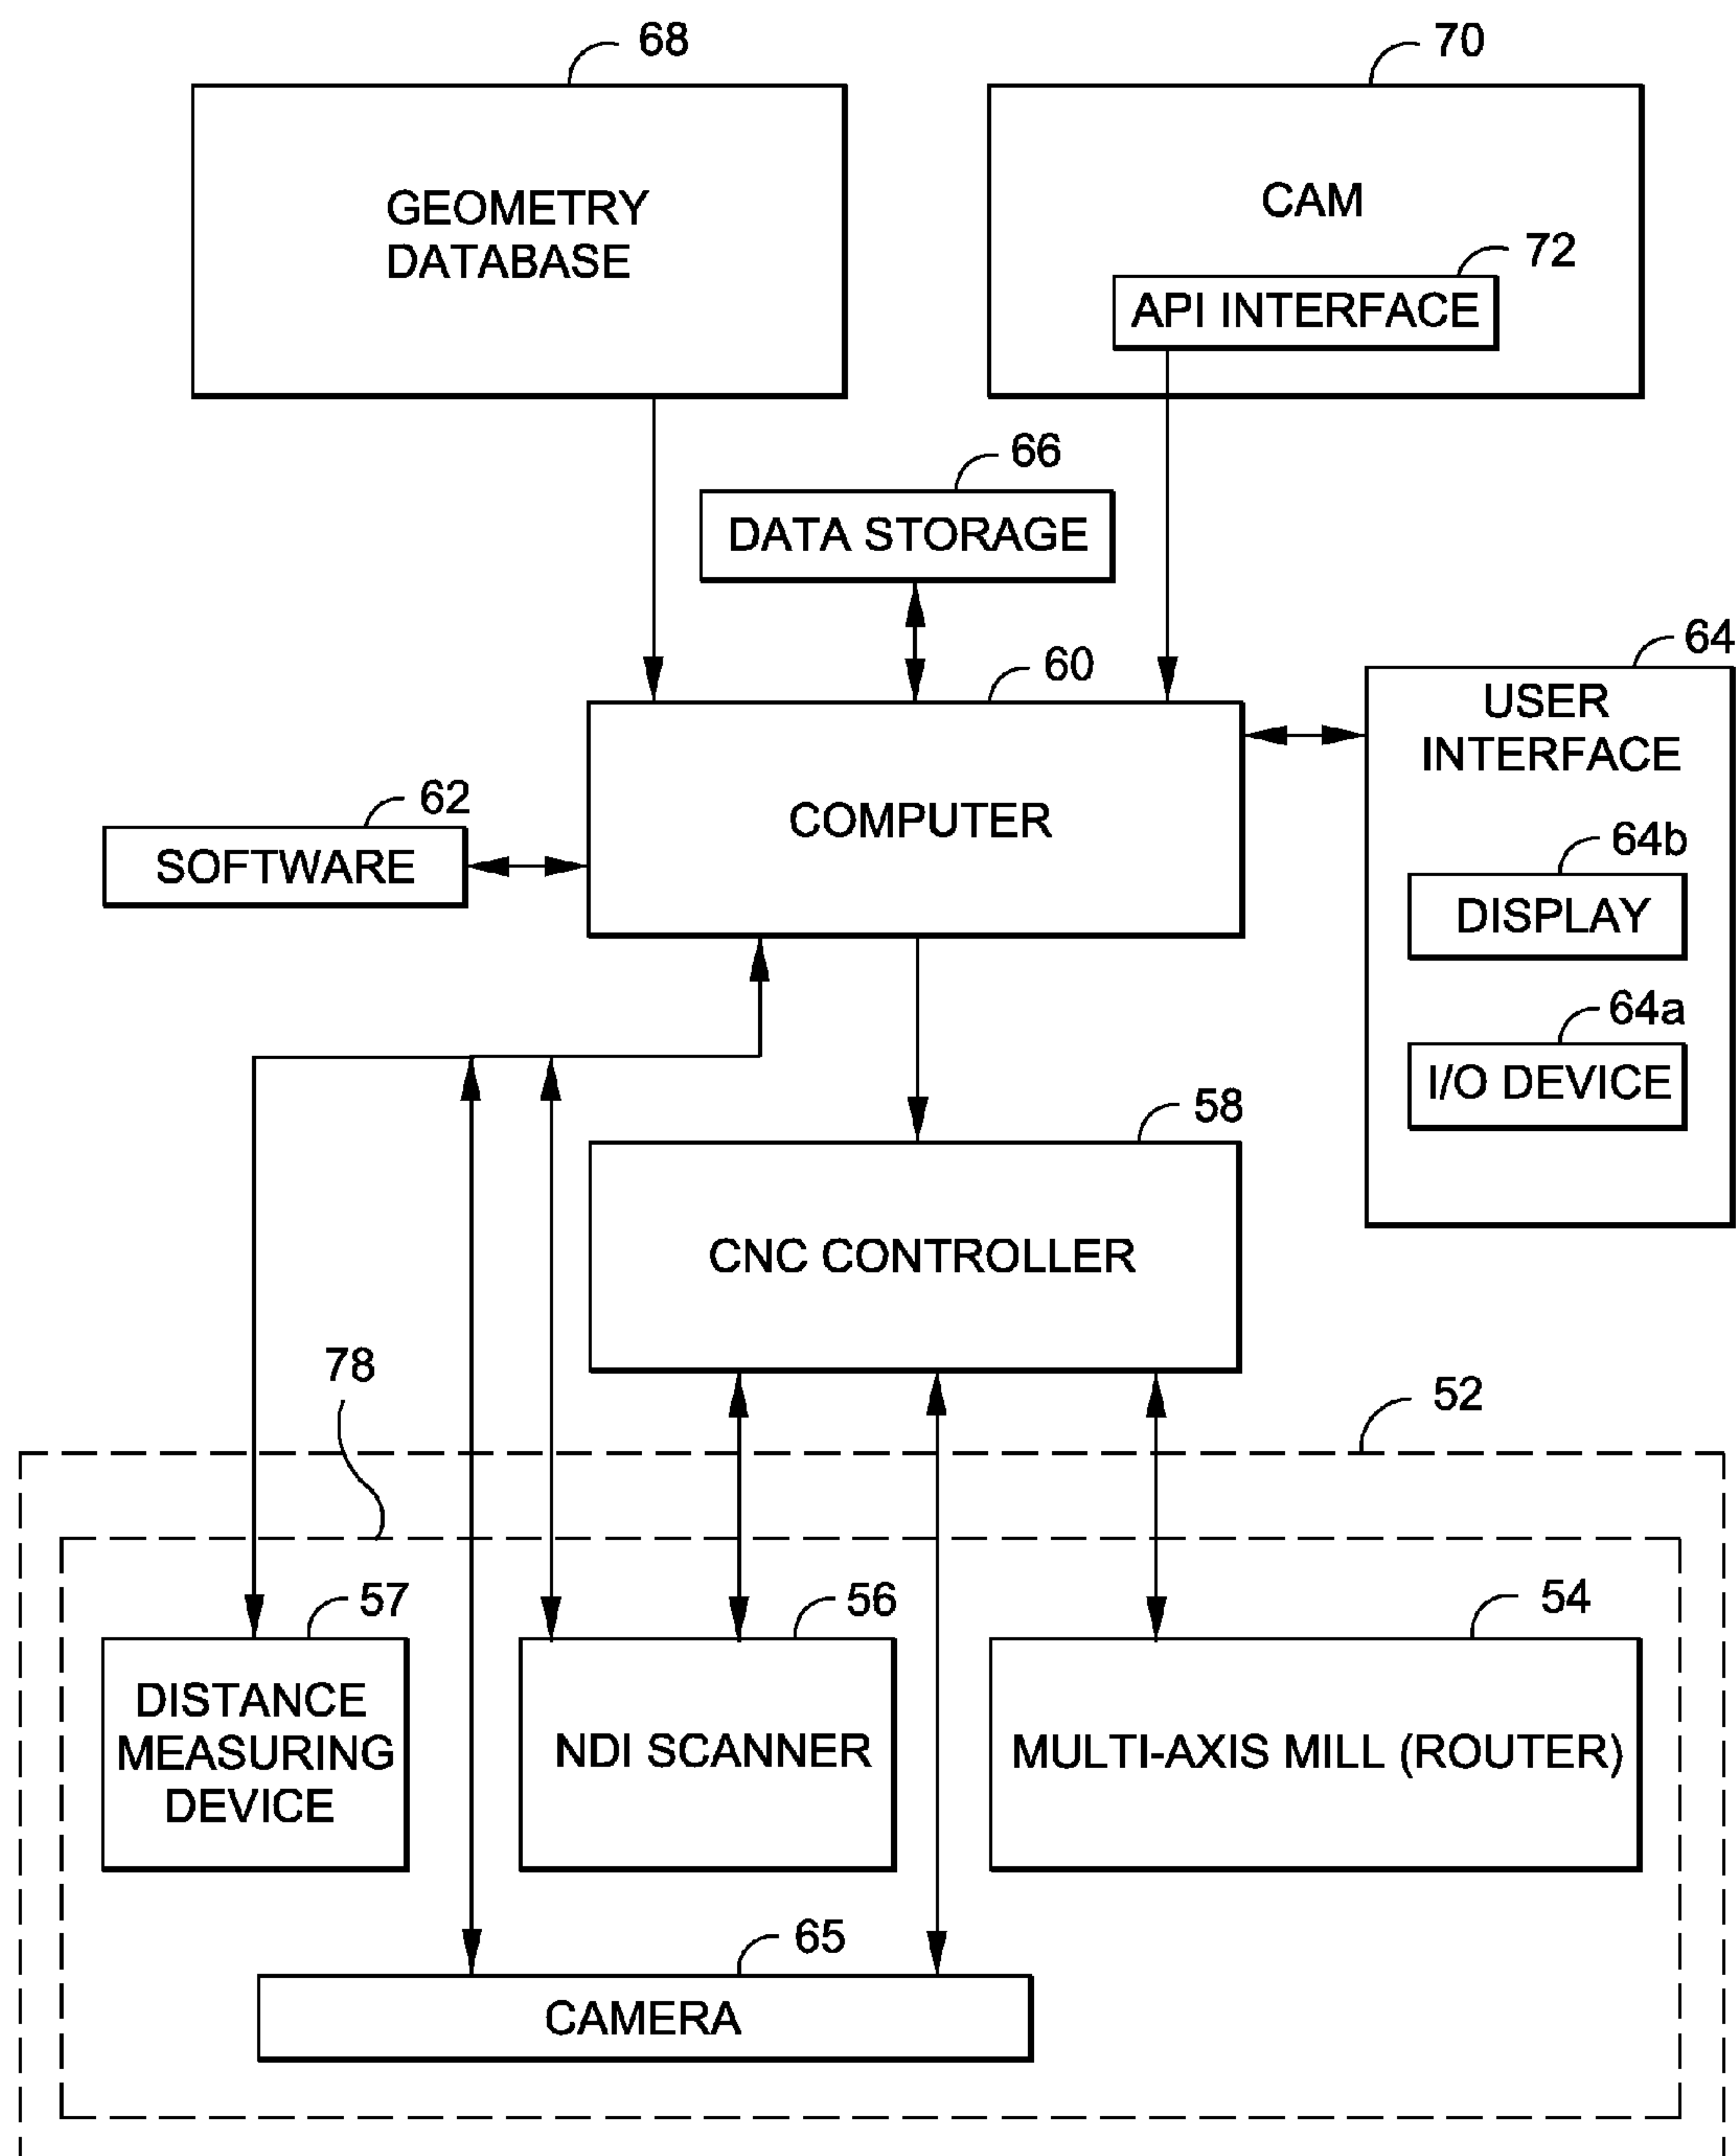 68
70
GEOMETRY
DATABASE
CAM
72
API INTERFACE
66
DATA STORAGE
60
64
USER
INTERFACE
62
SOFTWARE
COMPUTER
64b
DISPLAY
64a
I/O DEVICE
58
CNC CONTROLLER
78
52
57
56
54
DISTANCE
MEASURING
DEVICE
NDI SCANNER
MULTI-AXIS MILL (ROUTER)
65
CAMERA